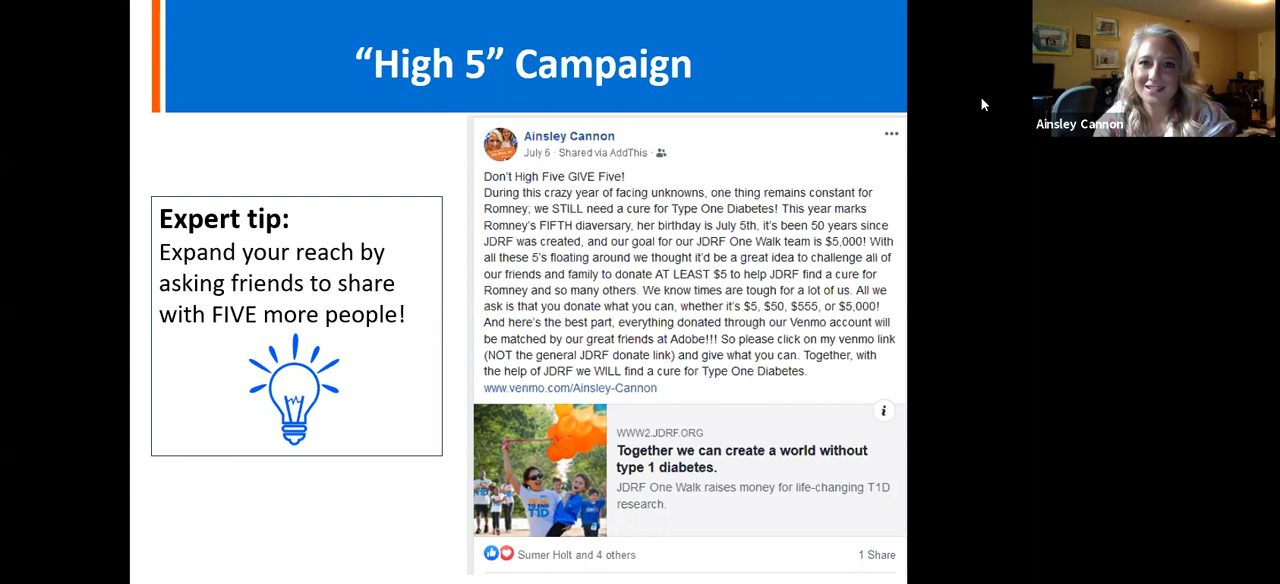 “High 5” Campaign
Ainsley Cannon
Expert tip:
Expand your reach by
asking friends to share
with FIVE more people!
Ainsley Cannon
July 6 · Shared via AddThis ·
Don't High Five GIVE Five!
During this crazy year of facing unknowns, one thing remains constant for
Romney; we STILL need a cure for Type One Diabetes! This year marks
Romney's FIFTH diaversary, her birthday is July 5th, it's been 50 years since
JDRF was created, and our goal for our JDRF One Walk team is $5,000! With
all these 5's floating around we thought it'd be a great idea to challenge all of
our friends and family to donate AT LEAST $5 to help JDRF find a cure for
Romney and so many others. We know times are tough for a lot of us. All we
ask is that you donate what you can, whether it's $5, $50, $555, or $5,000!
And here's the best part, everything donated through our Venmo account will
be matched by our great friends at Adobe!!! So please click on my venmo link
(NOT the general JDRF donate link) and give what you can. Together, with
the help of JDRF we WILL find a cure for Type One Diabetes.
www.venmo.com/Ainsley-Cannon
WWW2.JDRF.ORG
Together we can create a world without
type 1 diabetes.
JDRF One Walk raises money for life-changing T1D
research.
Sumer Holt and 4 others
1 Share